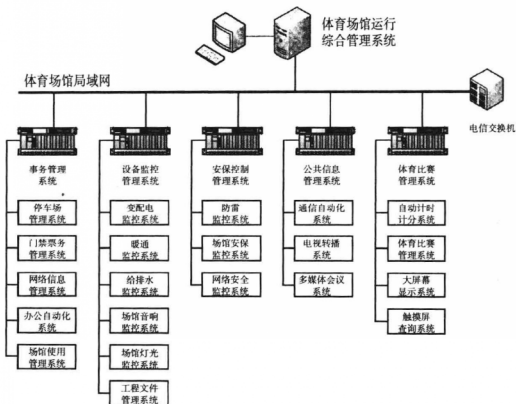 体育场馆运行
综合管理系统
体育场馆局域网
电信交换机
事务管理
系统
设备监控
管理系统
安保控制
管理系统
公共信息
管理系统
体育比赛
管理系统
停车场
管理系统
变配电
监控系统
防雷
监控系统
通信自动化
系统
自动计时
计分系统
门禁票务
管理系统
暖通
监控系统
场馆安保
监控系统
电视转播
系统
体育比赛
管理系统
网络信息
管理系统
给排水
监控系统
网络安全
监控系统
多媒体会议
系统
大屏幕
显示系统
办公自动化
系统
场馆音响
监控系统
触摸屏
查询系统
场馆使用
管理系统
场馆灯光
监控系统
工程文件
管理系统